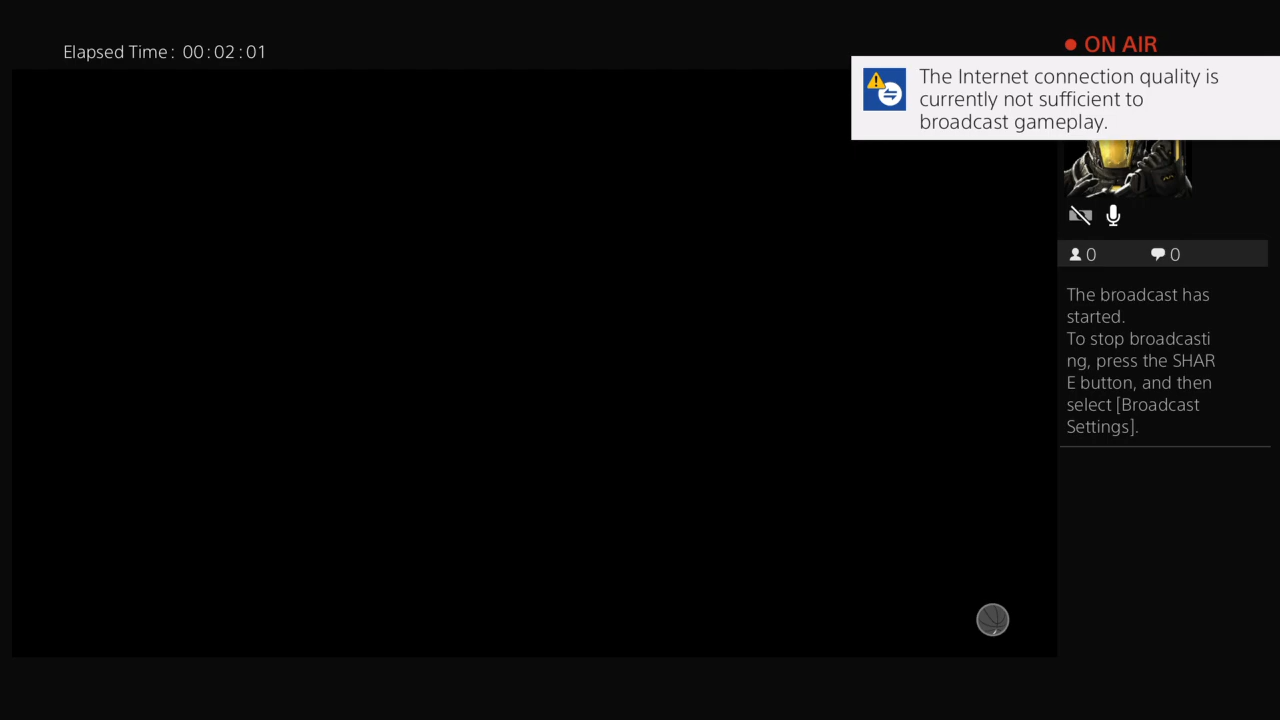 Elapsed Time: 00:02:01
ON AIR
The Internet connection quality is
currently not sufficient to
broadcast gameplay.
0 0
The broadcast has
started.
To stop broadcasti
ng, press the SHAR
E button, and then
select [Broadcast
Settings].